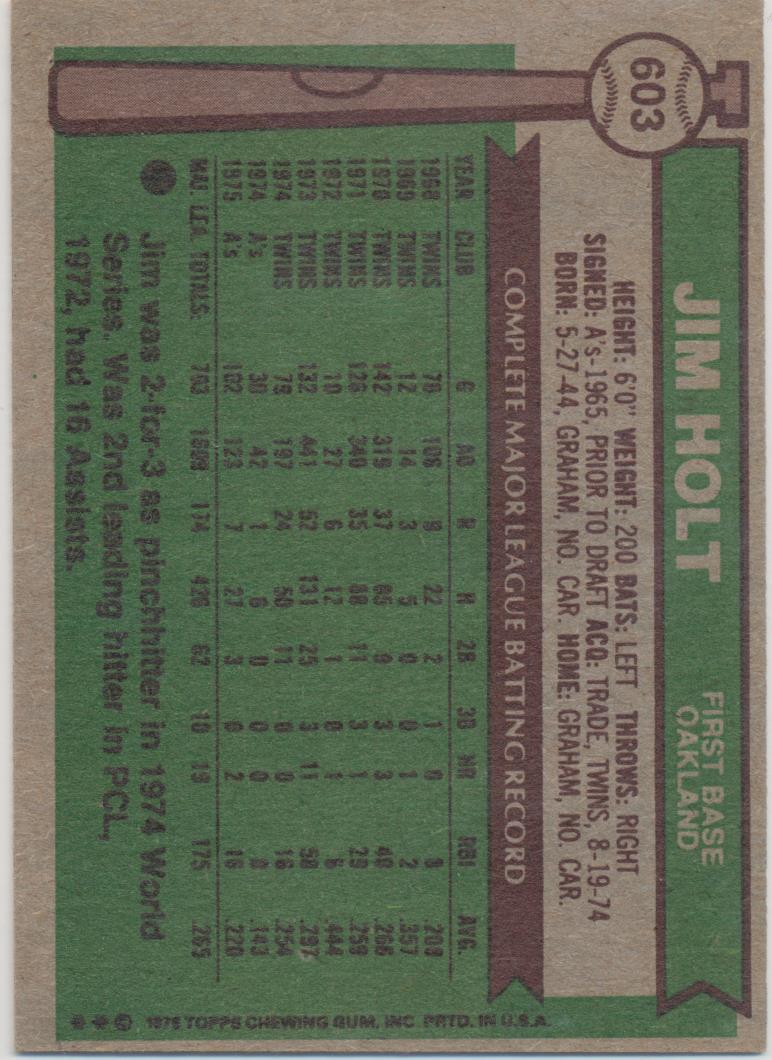 603
JIM HOLT
FIRST BASE
OAKLAND
HEIGHT: 6'0" WEIGHT: 200 BATS: LEFT THROWS: RIGHT
SIGNED: A's-1965, PRIOR TO DRAFT ACQ: TRADE, TWINS, 8-19-74
BORN: 5-27-44, GRAHAM, NO. CAR. HOME: GRAHAM, NO. CAR.
COMPLETE MAJOR LEAGUE BATTING RECORD
YEAR CLUB G AB R H 2B 3B HR RBI AVG.
1968 TWINS 70 106 9 22 2 1 0 8 .208
1969 TWINS 12 14 3 5 0 0 1 2 .357
1970 TWINS 142 319 37 85 9 3 3 40 .266
1971 TWINS 126 340 35 88 11 3 1 29 .259
1972 TWINS 10 27 6 12 1 0 1 6 .444
1973 TWINS 132 441 52 131 25 3 11 58 .297
1974 TWINS 79 197 24 50 11 0 0 16 .254
1974 A's 30 42 1 6 0 0 0 0 .143
1975 A's 102 123 7 27 3 0 2 16 .220
MAJ. LEA. TOTALS: 703 1609 174 426 62 10 19 175 .265
Jim was 2-for-3 as pinchhitter in 1974 World
Series. Was 2nd leading hitter in PCL,
1972, had 16 Assists.
© 1976 TOPPS CHEWING GUM, INC. PRTD. IN U.S.A.